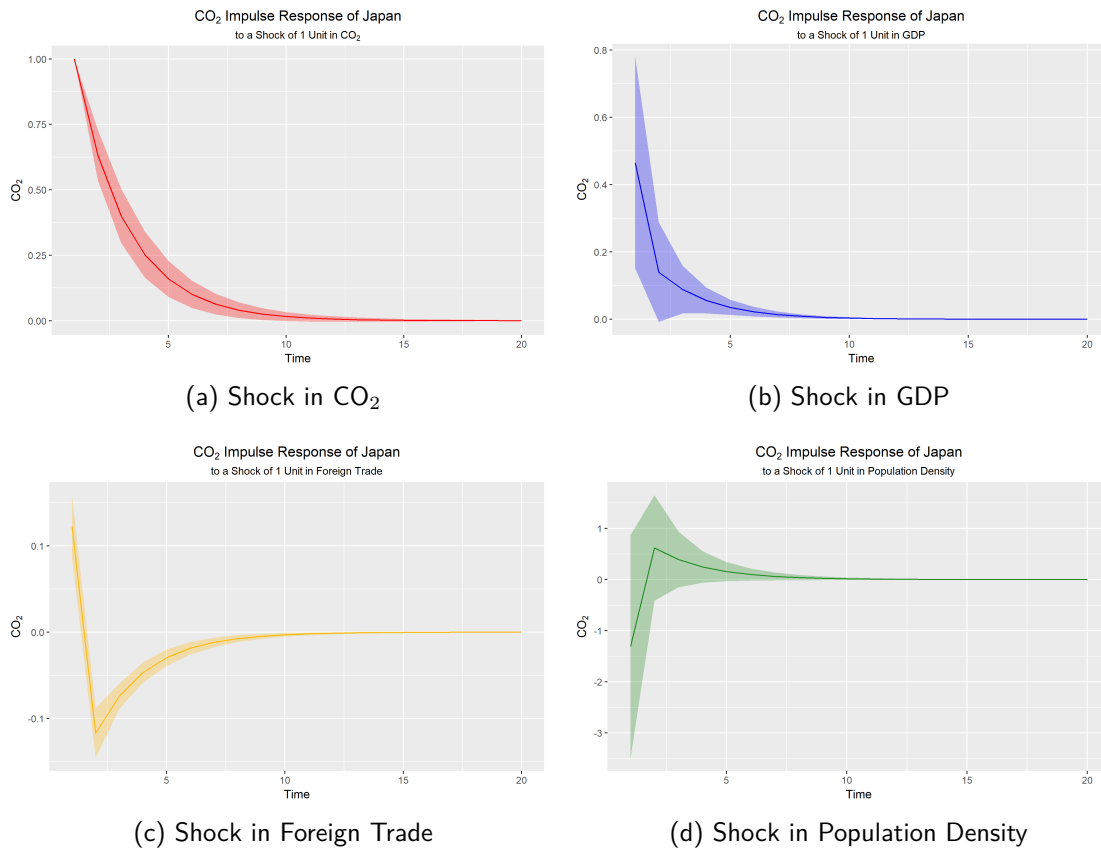 CO₂ Impulse Response of Japan
to a Shock of 1 Unit in CO₂
1.00
0.75
0.50
0.25
0.00
CO₂
5
10
15
20
Time
(a) Shock in CO₂
CO₂ Impulse Response of Japan
to a Shock of 1 Unit in GDP
0.8
0.6
0.4
0.2
0.0
CO₂
5
10
15
20
Time
(b) Shock in GDP
CO₂ Impulse Response of Japan
to a Shock of 1 Unit in Foreign Trade
0.1
0.0
-0.1
CO₂
5
10
15
20
Time
(c) Shock in Foreign Trade
CO₂ Impulse Response of Japan
to a Shock of 1 Unit in Population Density
1
0
-1
-2
-3
CO₂
5
10
15
20
Time
(d) Shock in Population Density